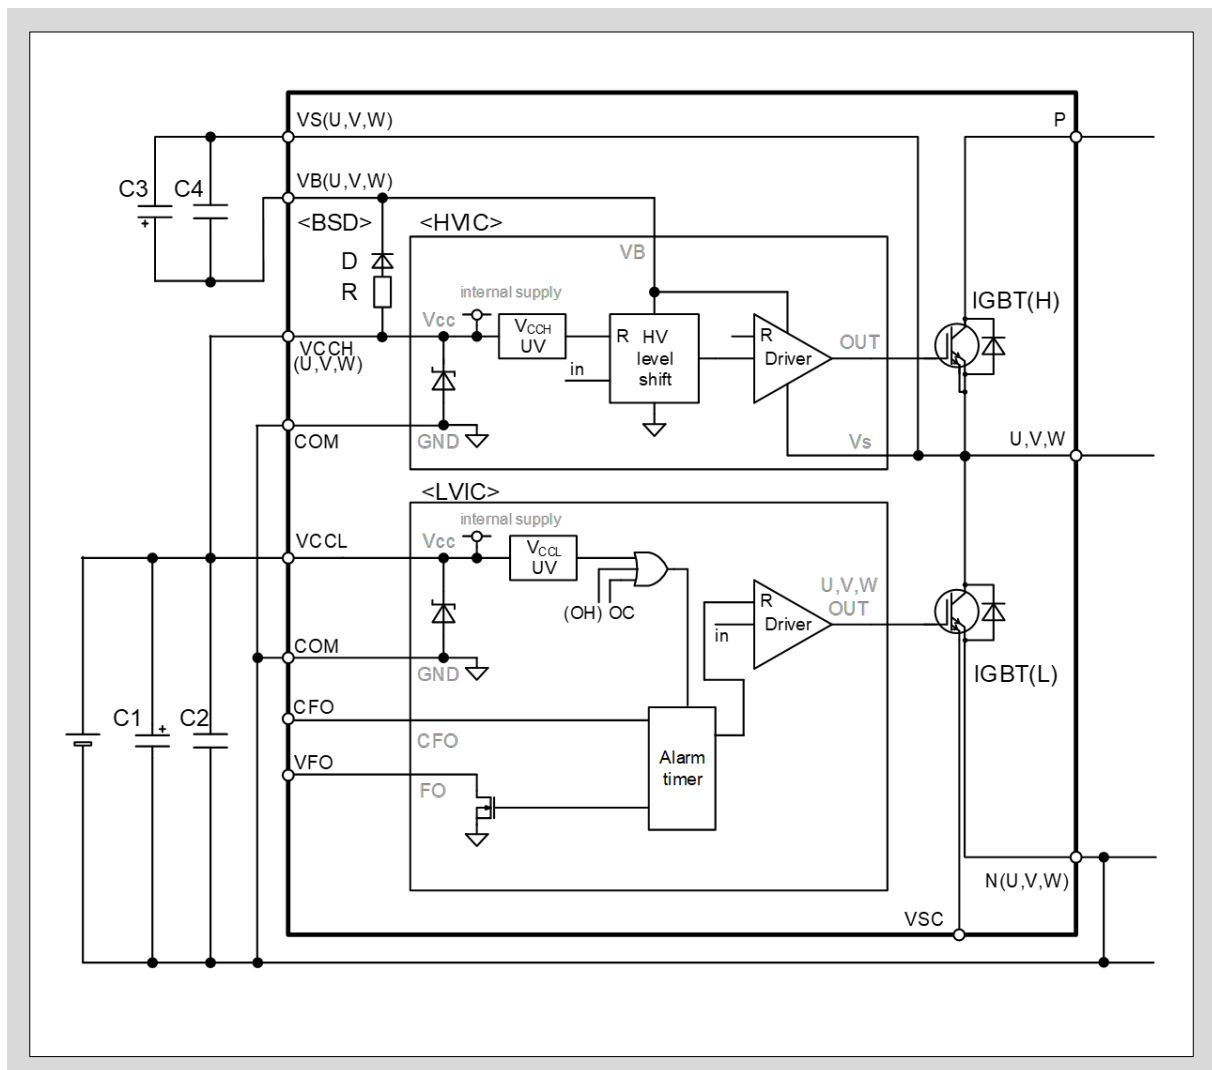 VS(U,V,W)
P
C3
C4
+
VB(U,V,W)
<BSD>
<HVIC>
VB
D
R
internal supply
IGBT(H)
Vcc
VCCH
UV
R
HV
level
shift
R
Driver
OUT
VCCH
(U,V,W)
in
COM
GND
Vs
U,V,W
<LVIC>
internal supply
VCCL
Vcc
VCCL
UV
(OH) OC
R
Driver
in
U,V,W
OUT
COM
GND
IGBT(L)
C1
+
C2
CFO
CFO
VFO
FO
Alarm
timer
N(U,V,W)
VSC